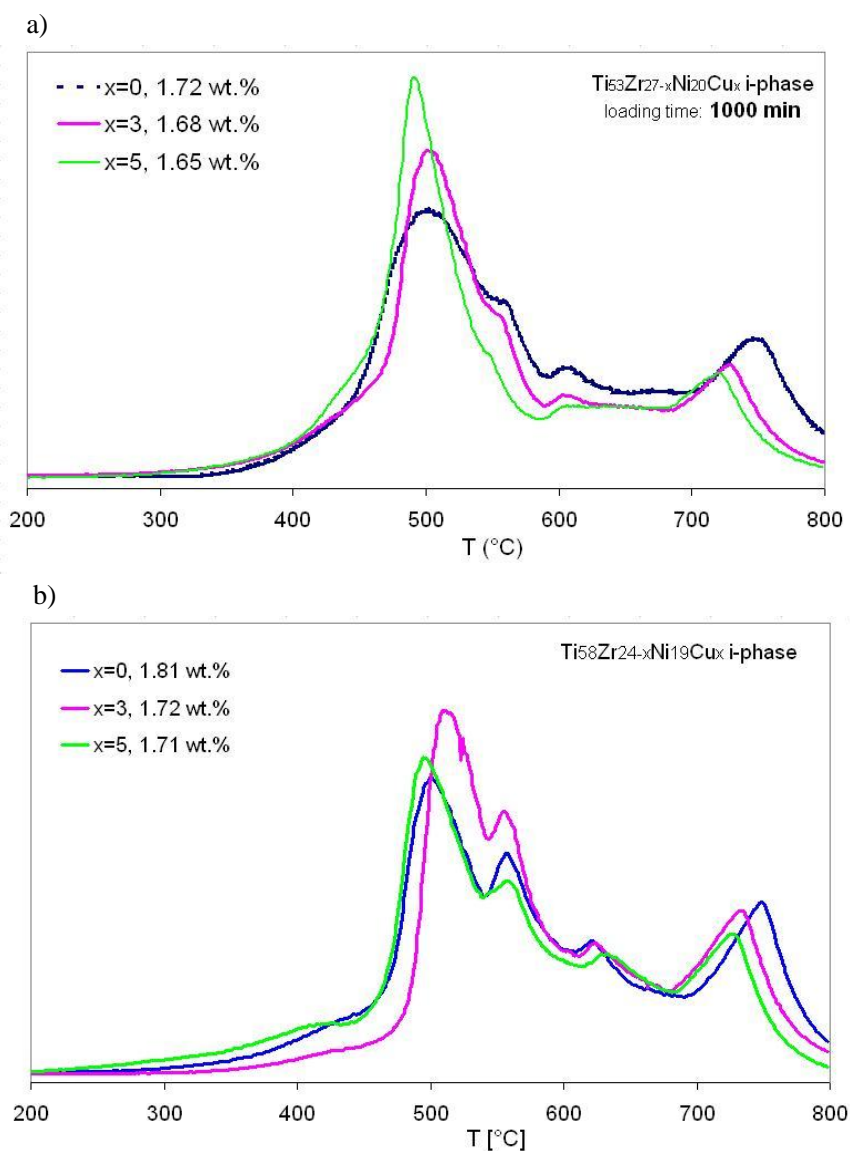 a)
x=0, 1.72 wt.%
x=3, 1.68 wt.%
x=5, 1.65 wt.%
Ti53Zr27-xNi20Cux i-phase
loading time: 1000 min
200 300 400 500 600 700 800
T (°C)
b)
x=0, 1.81 wt.%
x=3, 1.72 wt.%
x=5, 1.71 wt.%
Ti58Zr24-xNi19Cux i-phase
200 300 400 500 600 700 800
T [°C]